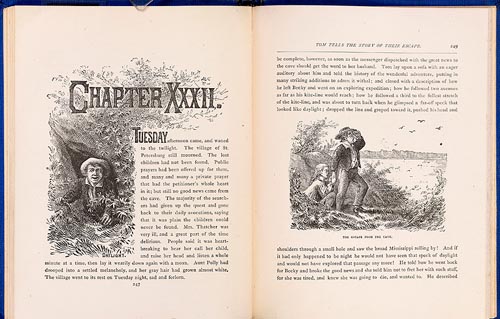 CHAPTER XXXII.
TUESDAY afternoon came, and waned
to the twilight. The village of St.
Petersburg still mourned. The lost
children had not been found. Public
prayers had been offered up for them,
and many and many a private prayer
that had the petitioner's whole heart
in it; but still no good news came from
the cave. The majority of the search-
ers had given up the quest and gone
back to their daily avocations, saying
that it was plain the children could
never be found. Mrs. Thatcher was
very ill, and a great part of the time
delirious. People said it was heart-
breaking to hear her call her child,
and raise her head and listen a whole
minute at a time, then lay it wearily down again with a moan. Aunt Polly had
drooped into a settled melancholy, and her gray hair had grown almost white.
The village went to its rest on Tuesday night, sad and forlorn.
DAYLIGHT.
TOM TELLS THE STORY OF THEIR ESCAPE. 249
be complete, however, as soon as the messenger dispatched with the great news to
the cave should get the word to her husband. Tom lay upon a sofa with an eager
auditory about him and told the history of the wonderful adventure, putting in
many striking additions to adorn it withal; and closed with a description of how
he left Becky and went on an exploring expedition; how he followed two avenues
as far as his kite-line would reach; how he followed a third to the fullest stretch
of the kite-line, and was about to turn back when he glimpsed a far-off speck that
looked like daylight; dropped the line and groped toward it, pushed his head and
THE ESCAPE FROM THE CAVE.
shoulders through a small hole and saw the broad Mississippi rolling by! And if
it had only happened to be night he would not have seen that speck of daylight
and would not have explored that passage any more! He told how he went back
for Becky and broke the good news and she told him not to fret her with such stuff,
for she was tired, and knew she was going to die, and wanted to. He described